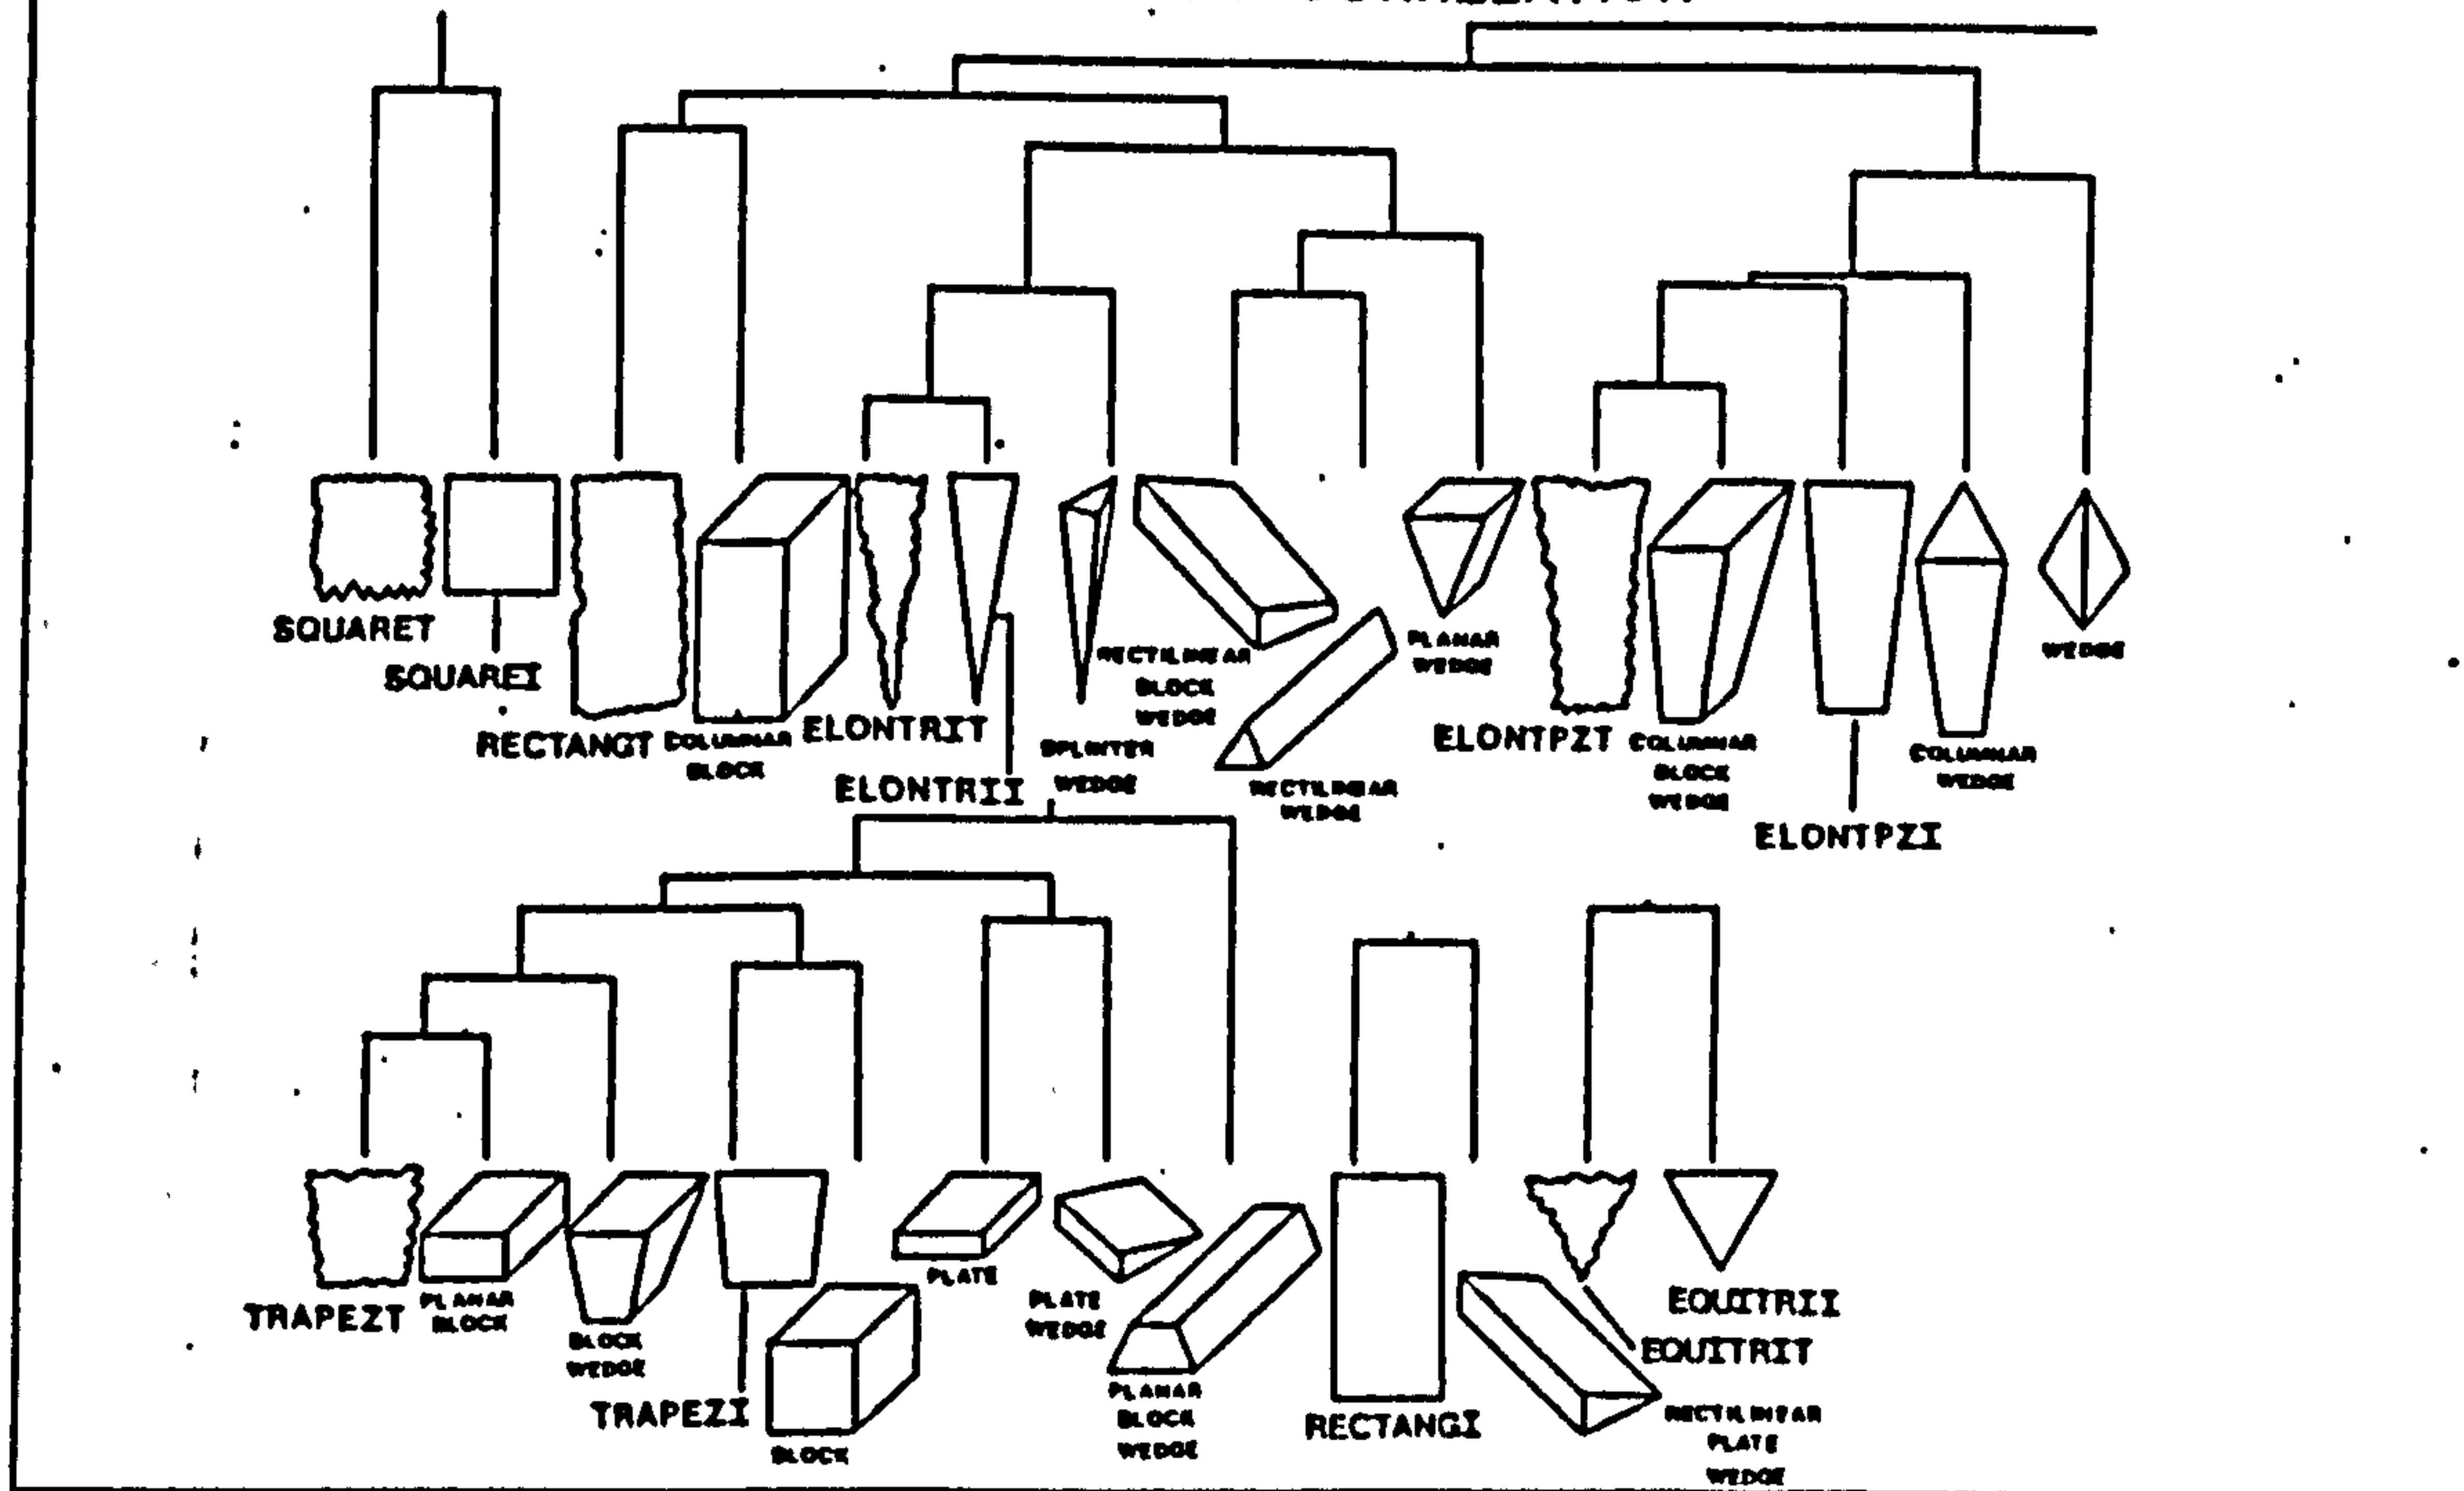 SQUARET
SQUAREI
RECTANGT
COLUMNAR
BLOCK
ELONTRIT
ELONTRII
SPLINTER
WEDGE
RECTILINEAR
BLOCK
WEDGE
RECTILINEAR
WEDGE
PLANAR
WEDGE
ELONTPZT
COLUMNAR
BLOCK
WEDGE
ELONTPZI
COLUMNAR
WEDGE
WEDGE
TRAPEZT
PLANAR
BLOCK
BLOCK
WEDGE
TRAPEZI
BLOCK
PLATE
PLATE
WEDGE
PLANAR
BLOCK
WEDGE
RECTANGI
EQUITRII
EQUITRIT
RECTILINEAR
PLATE
WEDGE